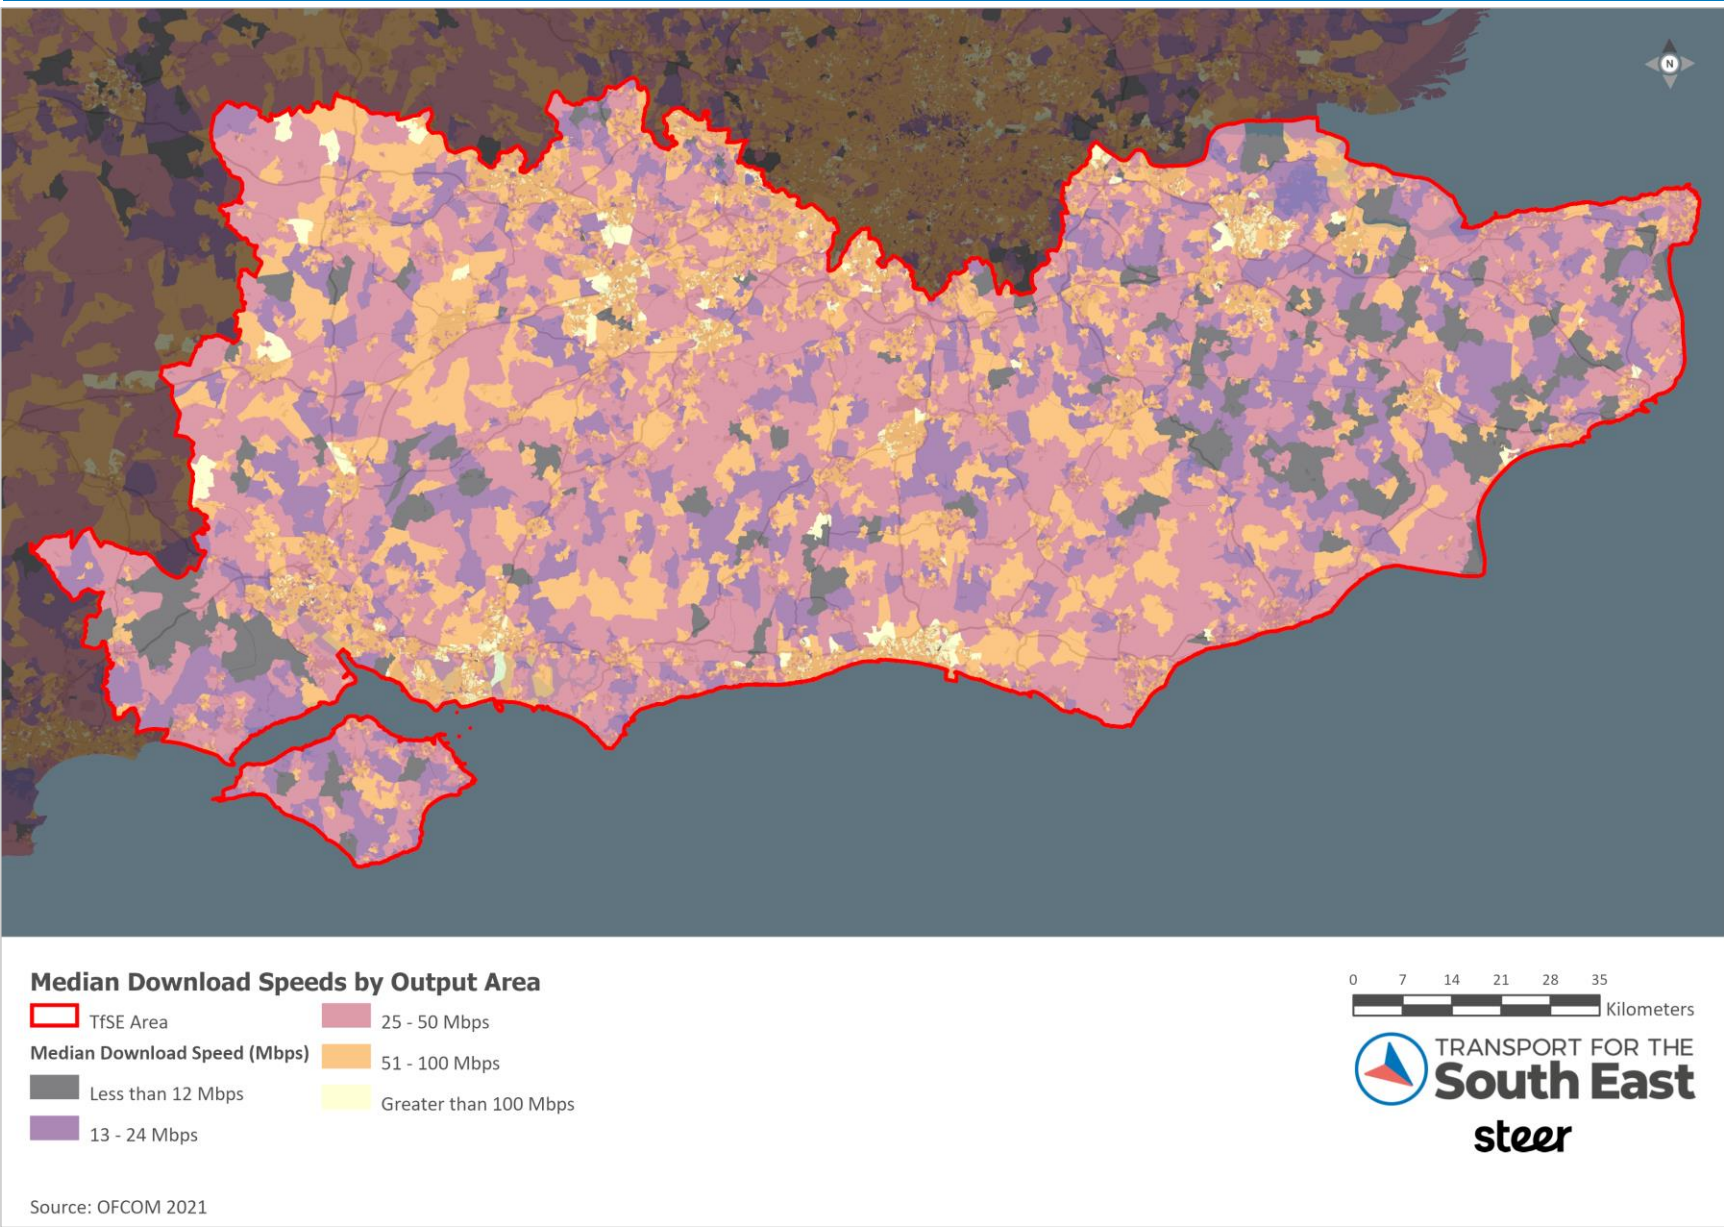 N
Median Download Speeds by Output Area
TfSE Area
Median Download Speed (Mbps)
Less than 12 Mbps
13 - 24 Mbps
25 - 50 Mbps
51 - 100 Mbps
Greater than 100 Mbps
Source: OFCOM 2021
0 7 14 21 28 35
Kilometers
TRANSPORT FOR THE
South East
steer